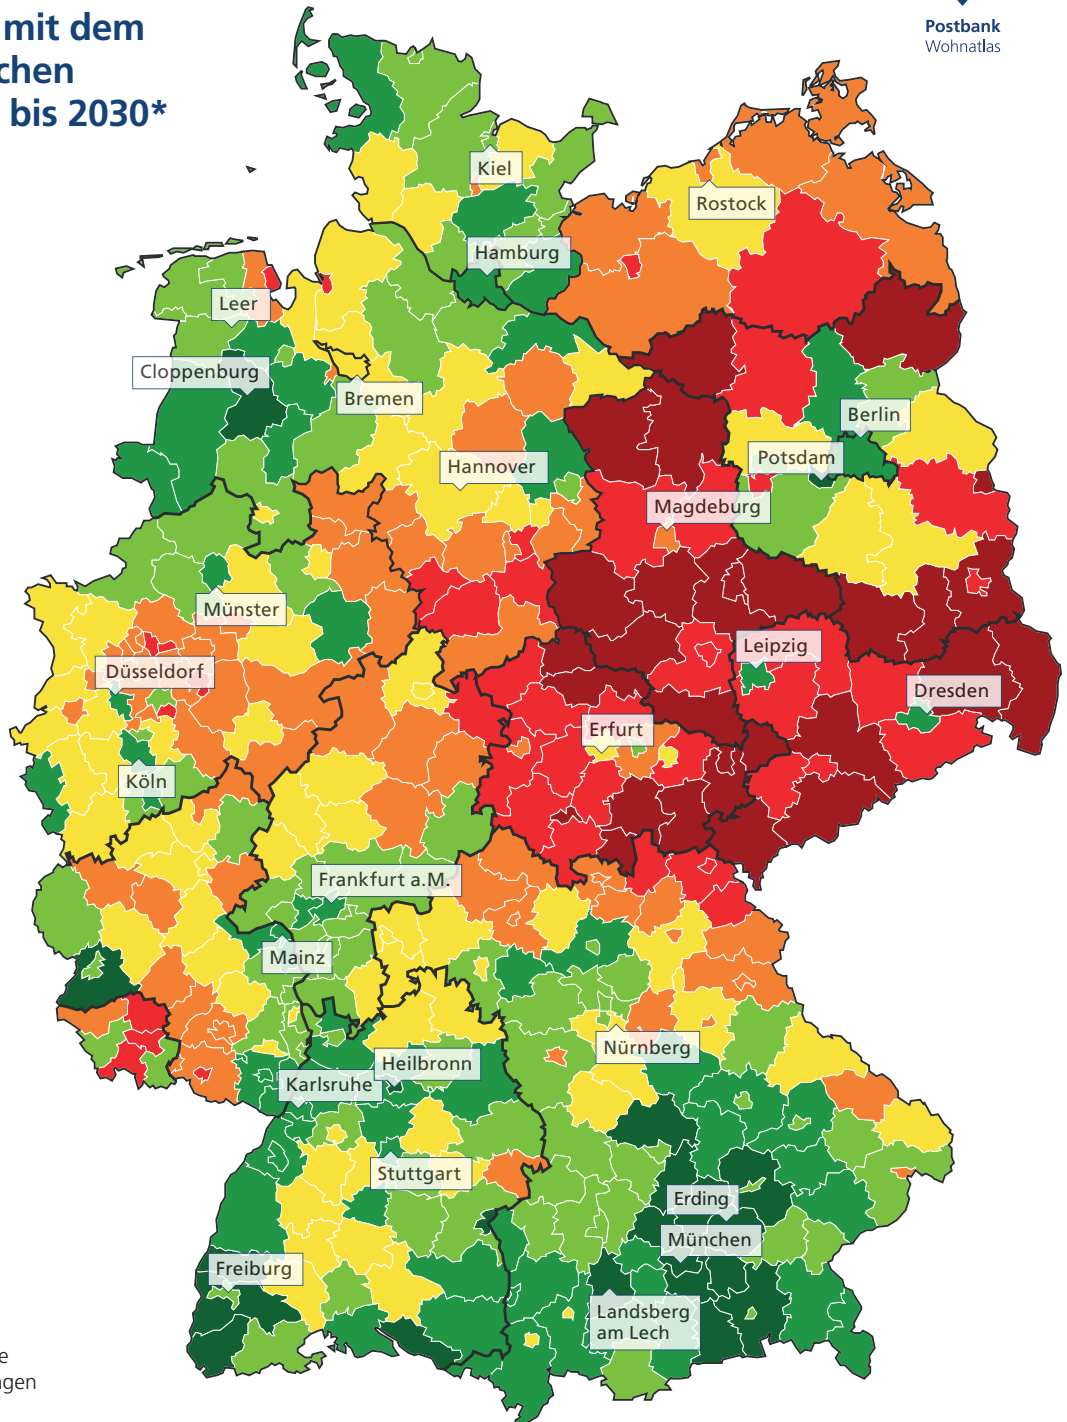 mit dem
chen
bis 2030*
Postbank
Wohnatlas
Kiel
Rostock
Hamburg
Leer
Cloppenburg
Bremen
Berlin
Potsdam
Hannover
Magdeburg
Münster
Leipzig
Düsseldorf
Dresden
Erfurt
Köln
Frankfurt a.M.
Mainz
Nürnberg
Heilbronn
Karlsruhe
Stuttgart
Erding
München
Freiburg
Landsberg
am Lech
e
gen